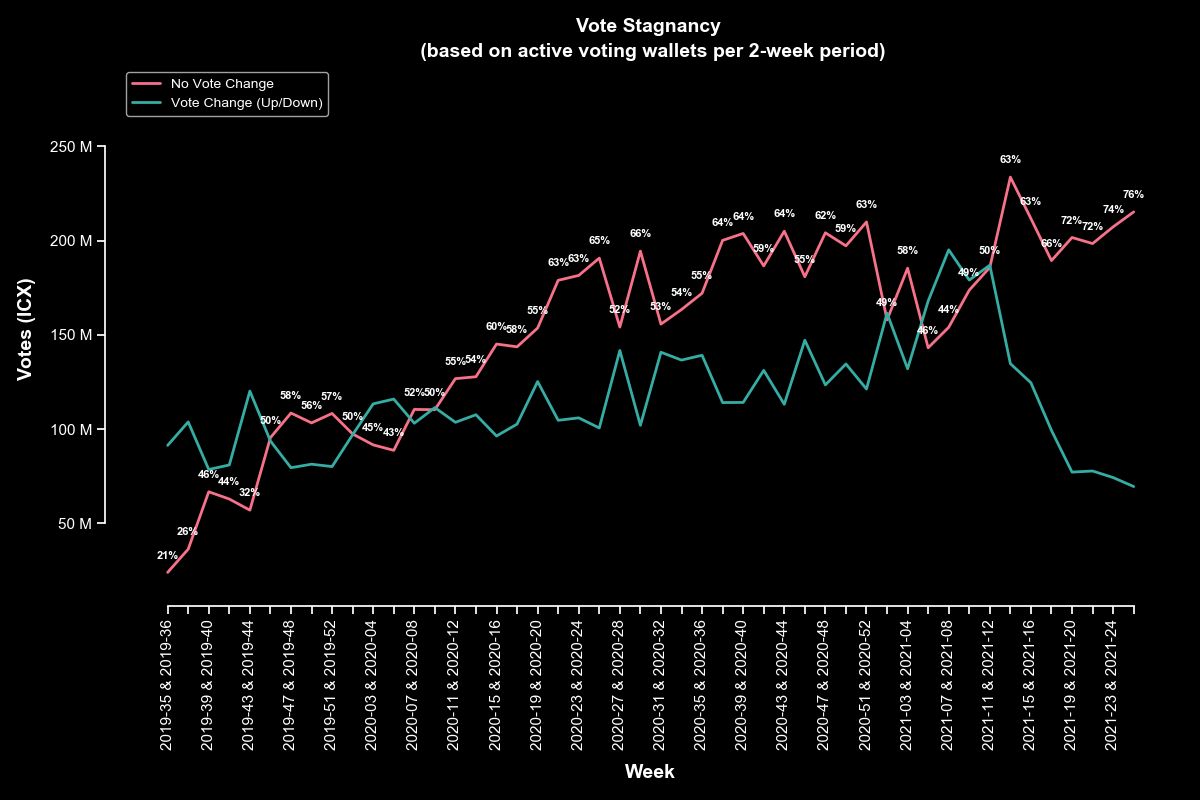 Vote Stagnancy
(based on active voting wallets per 2-week period)
No Vote Change
Vote Change (Up/Down)
Votes (ICX)
250 M
200 M
150 M
100 M
50 M
21%
26%
46%
44%
32%
50%
58%
56%
57%
50%
45%
43%
52%
50%
55%
54%
60%
58%
55%
63%
63%
65%
52%
66%
53%
54%
55%
64%
64%
59%
64%
55%
62%
59%
63%
49%
58%
46%
44%
49%
50%
63%
63%
66%
72%
72%
74%
76%
2019-35 & 2019-36
2019-39 & 2019-40
2019-43 & 2019-44
2019-47 & 2019-48
2019-51 & 2019-52
2020-03 & 2020-04
2020-07 & 2020-08
2020-11 & 2020-12
2020-15 & 2020-16
2020-19 & 2020-20
2020-23 & 2020-24
2020-27 & 2020-28
2020-31 & 2020-32
2020-35 & 2020-36
2020-39 & 2020-40
2020-43 & 2020-44
2020-47 & 2020-48
2020-51 & 2020-52
2021-03 & 2021-04
2021-07 & 2021-08
2021-11 & 2021-12
2021-15 & 2021-16
2021-19 & 2021-20
2021-23 & 2021-24
Week